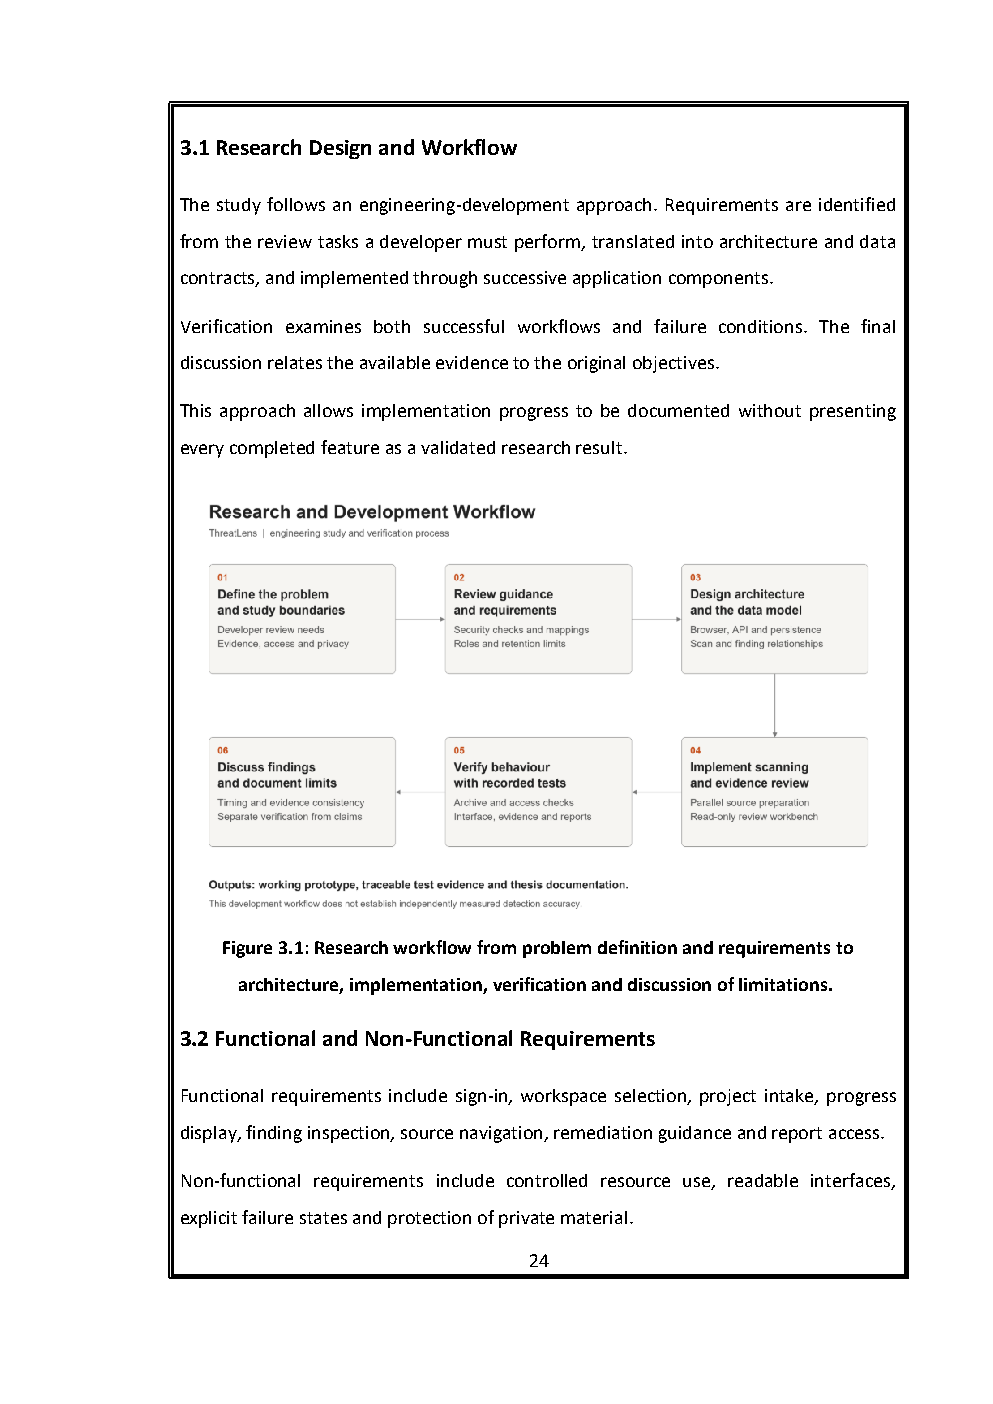 3.1 Research Design and Workflow
The study follows an engineering-development approach. Requirements are identified
from the review tasks a developer must perform, translated into architecture and data
contracts, and implemented through successive application components.
Verification examines both successful workflows and failure conditions. The final
discussion relates the available evidence to the original objectives.
This approach allows implementation progress to be documented without presenting
every completed feature as a validated research result.
Research and Development Workflow
ThreatLens | engineering study and verification process
01
Define the problem
and study boundaries
Developer review needs
Evidence, access and privacy
02
Review guidance
and requirements
Security checks and mappings
Roles and retention limits
03
Design architecture
and the data model
Browser, API and persistence
Scan and finding relationships
04
Implement scanning
and evidence review
Parallel source preparation
Read-only review workbench
05
Verify behaviour
with recorded tests
Archive and access checks
Interface, evidence and reports
06
Discuss findings
and document limits
Timing and evidence consistency
Separate verification from claims
Outputs: working prototype, traceable test evidence and thesis documentation.
This development workflow does not establish independently measured detection accuracy
Figure 3.1: Research workflow from problem definition and requirements to
architecture, implementation, verification and discussion of limitations.
3.2 Functional and Non-Functional Requirements
Functional requirements include sign-in, workspace selection, project intake, progress
display, finding inspection, source navigation, remediation guidance and report access.
Non-functional requirements include controlled resource use, readable interfaces,
explicit failure states and protection of private material.
24